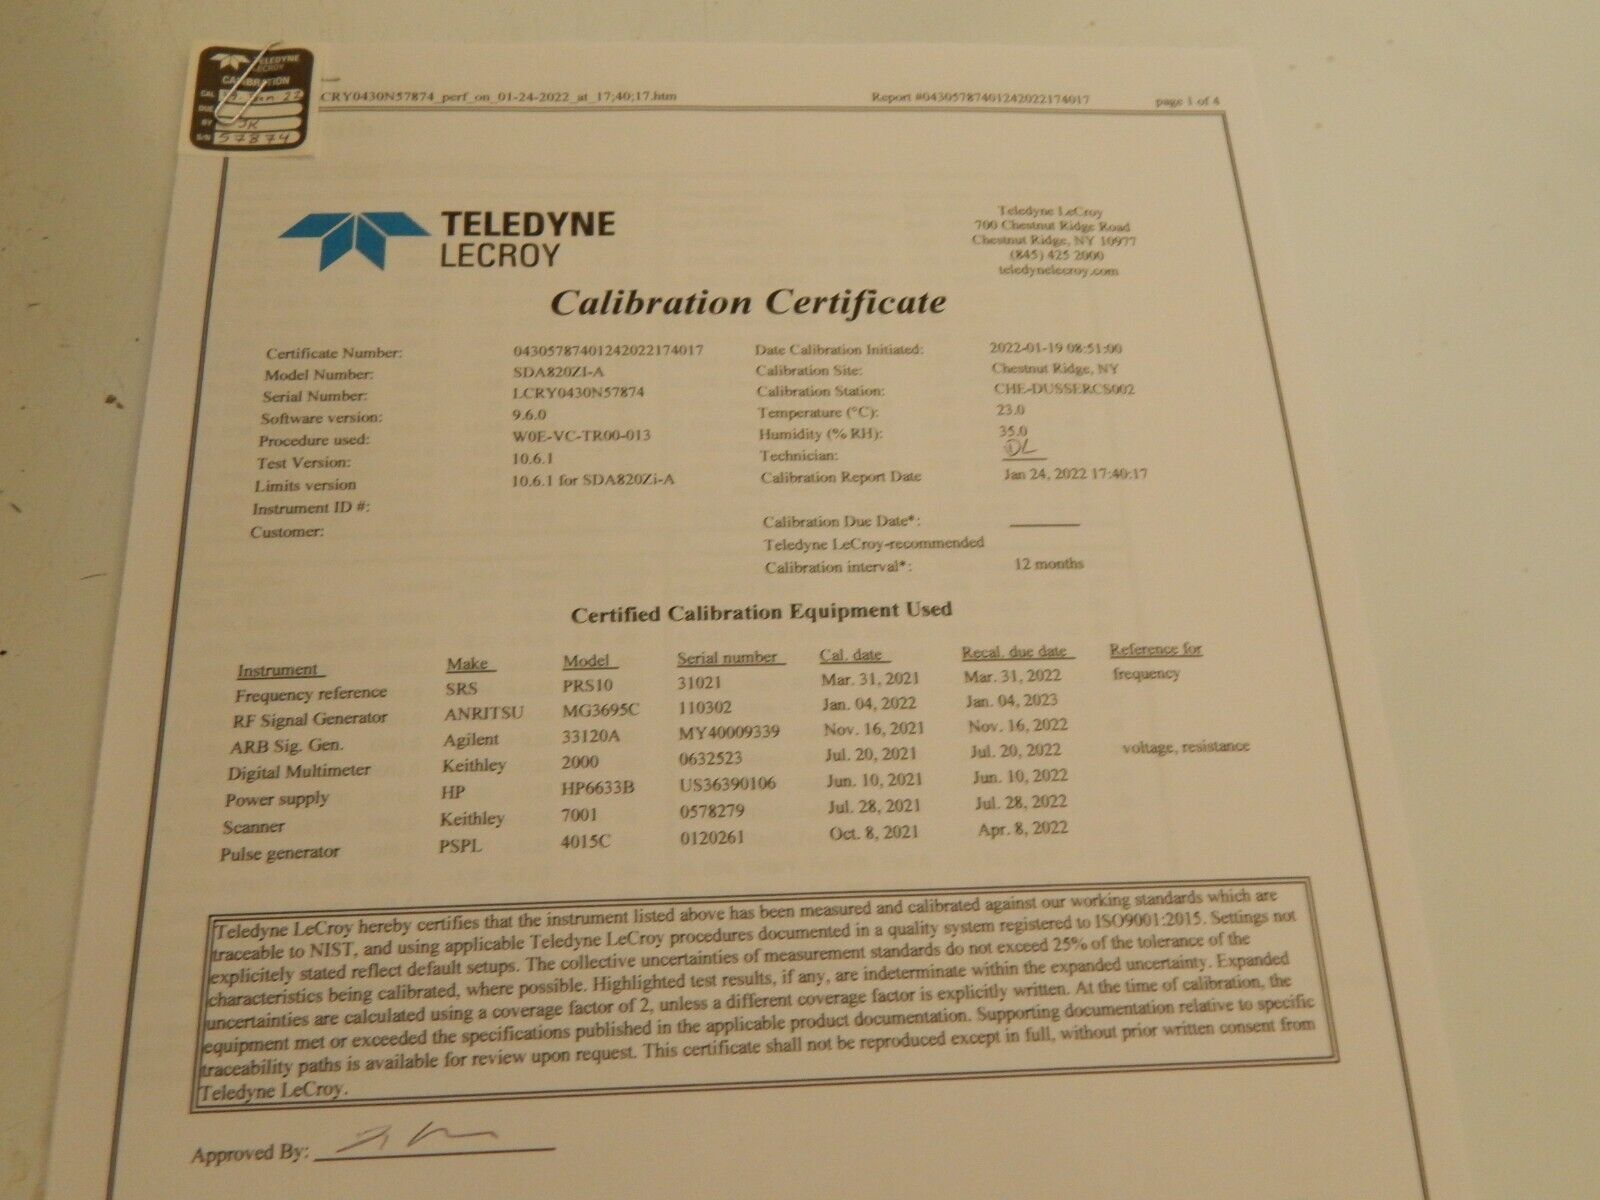 TELEDYNE
LECROY
CALIBRATION
CAL Jan 22
DUE
BY JK
S/N 57874
CRY0430N57874_perf_on_01-24-2022_at_17;40;17.htm Report #04305787401242022174017 page 1 of 4
TELEDYNE
LECROY
Teledyne LeCroy
700 Chestnut Ridge Road
Chestnut Ridge, NY 10977
(845) 425 2000
teledynelecroy.com
Calibration Certificate
Certificate Number: 04305787401242022174017 Date Calibration Initiated: 2022-01-19 08:51:00
Model Number: SDA820ZI-A Calibration Site: Chestnut Ridge, NY
Serial Number: LCRY0430N57874 Calibration Station: CHE-DUSSERCS002
Software version: 9.6.0 Temperature (°C): 23.0
Procedure used: W0E-VC-TR00-013 Humidity (% RH): 35.0
Test Version: 10.6.1 Technician: DL
Limits version 10.6.1 for SDA820Zi-A Calibration Report Date Jan 24, 2022 17:40:17
Instrument ID #:
Customer: Calibration Due Date*:
Teledyne LeCroy-recommended
Calibration interval*: 12 months
Certified Calibration Equipment Used
Instrument Make Model Serial number Cal. date Recal. due date Reference for
Frequency reference SRS PRS10 31021 Mar. 31, 2021 Mar. 31, 2022 frequency
RF Signal Generator ANRITSU MG3695C 110302 Jan. 04, 2022 Jan. 04, 2023
ARB Sig. Gen. Agilent 33120A MY40009339 Nov. 16, 2021 Nov. 16, 2022
Digital Multimeter Keithley 2000 0632523 Jul. 20, 2021 Jul. 20, 2022 voltage, resistance
Power supply HP HP6633B US36390106 Jun. 10, 2021 Jun. 10, 2022
Scanner Keithley 7001 0578279 Jul. 28, 2021 Jul. 28, 2022
Pulse generator PSPL 4015C 0120261 Oct. 8, 2021 Apr. 8, 2022
Teledyne LeCroy hereby certifies that the instrument listed above has been measured and calibrated against our working standards which are
traceable to NIST, and using applicable Teledyne LeCroy procedures documented in a quality system registered to ISO9001:2015. Settings not
explicitely stated reflect default setups. The collective uncertainties of measurement standards do not exceed 25% of the tolerance of the
characteristics being calibrated, where possible. Highlighted test results, if any, are indeterminate within the expanded uncertainty. Expanded
uncertainties are calculated using a coverage factor of 2, unless a different coverage factor is explicitly written. At the time of calibration, the
equipment met or exceeded the specifications published in the applicable product documentation. Supporting documentation relative to specific
traceability paths is available for review upon request. This certificate shall not be reproduced except in full, without prior written consent from
Teledyne LeCroy.
Approved By: